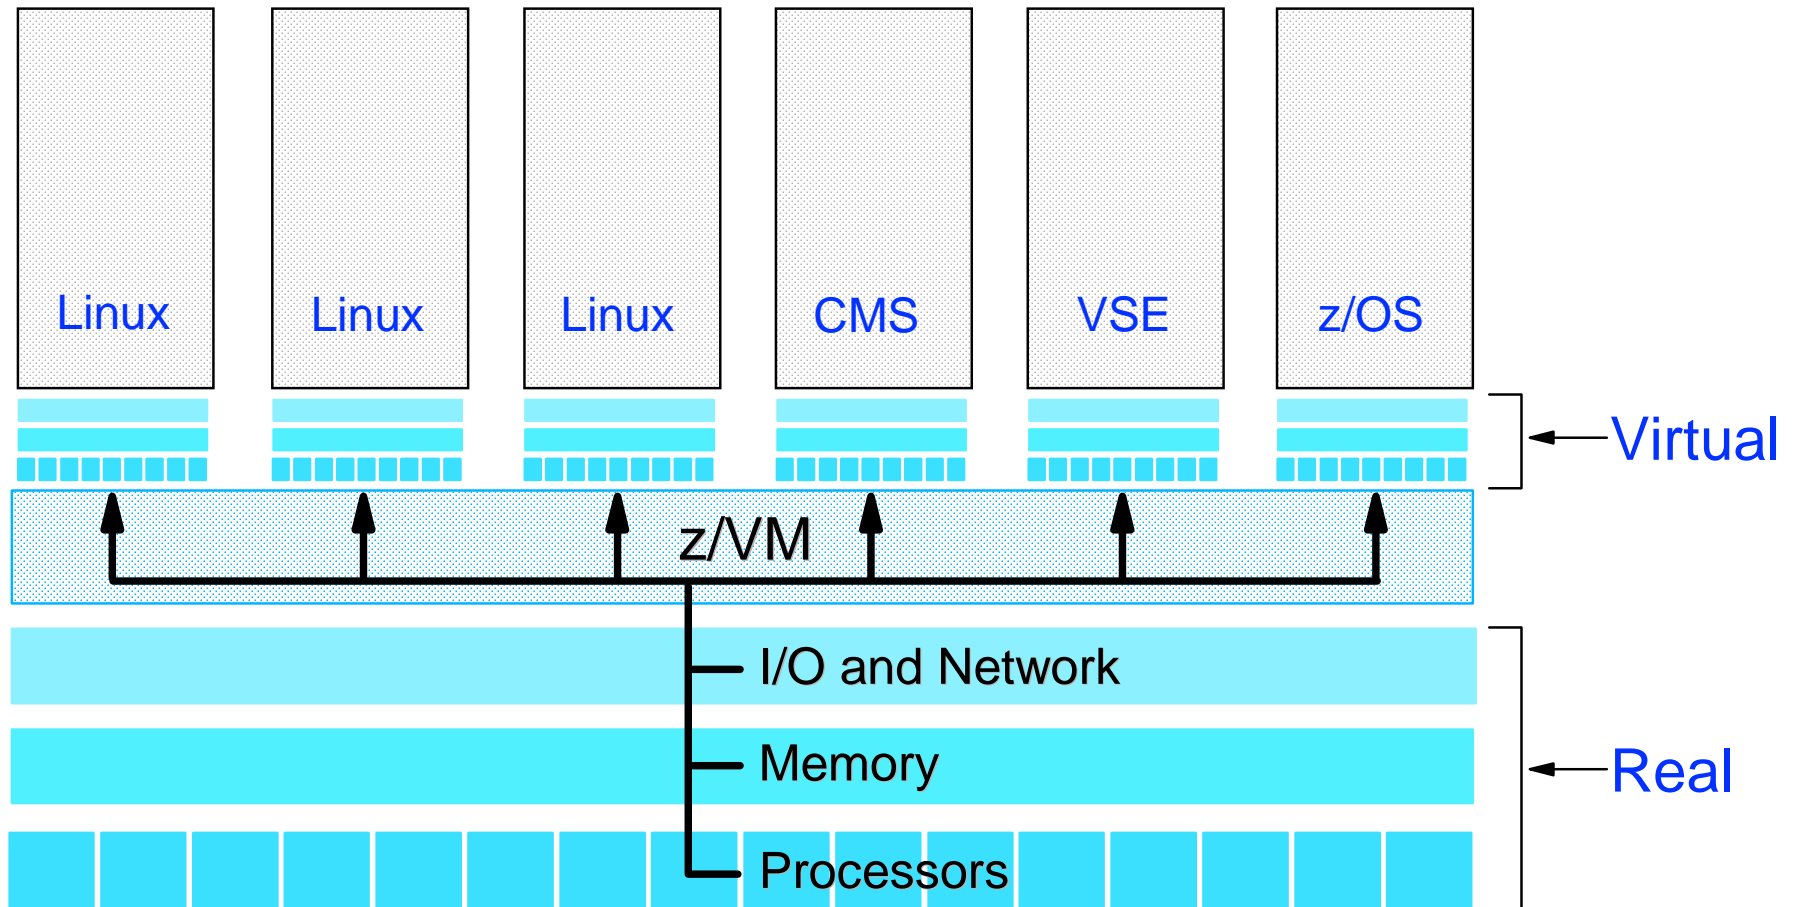 Linux
Linux
Linux
CMS
VSE
z/OS
Virtual
z/VM
I/O and Network
Memory
Real
Processors